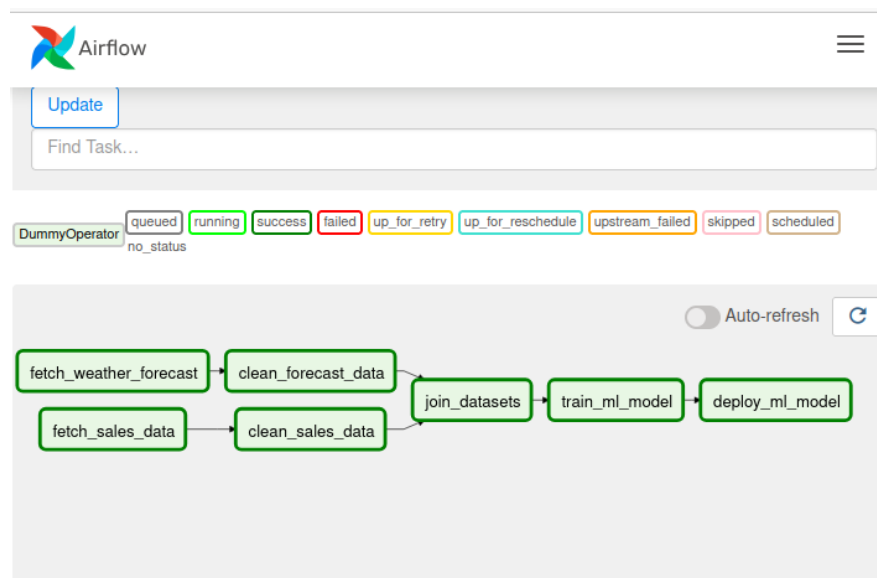 Airflow
Update
Find Task...
DummyOperator queued running success failed up_for_retry up_for_reschedule upstream_failed skipped scheduled
no_status
Auto-refresh
fetch_weather_forecast clean_forecast_data
join_datasets train_ml_model deploy_ml_model
fetch_sales_data clean_sales_data